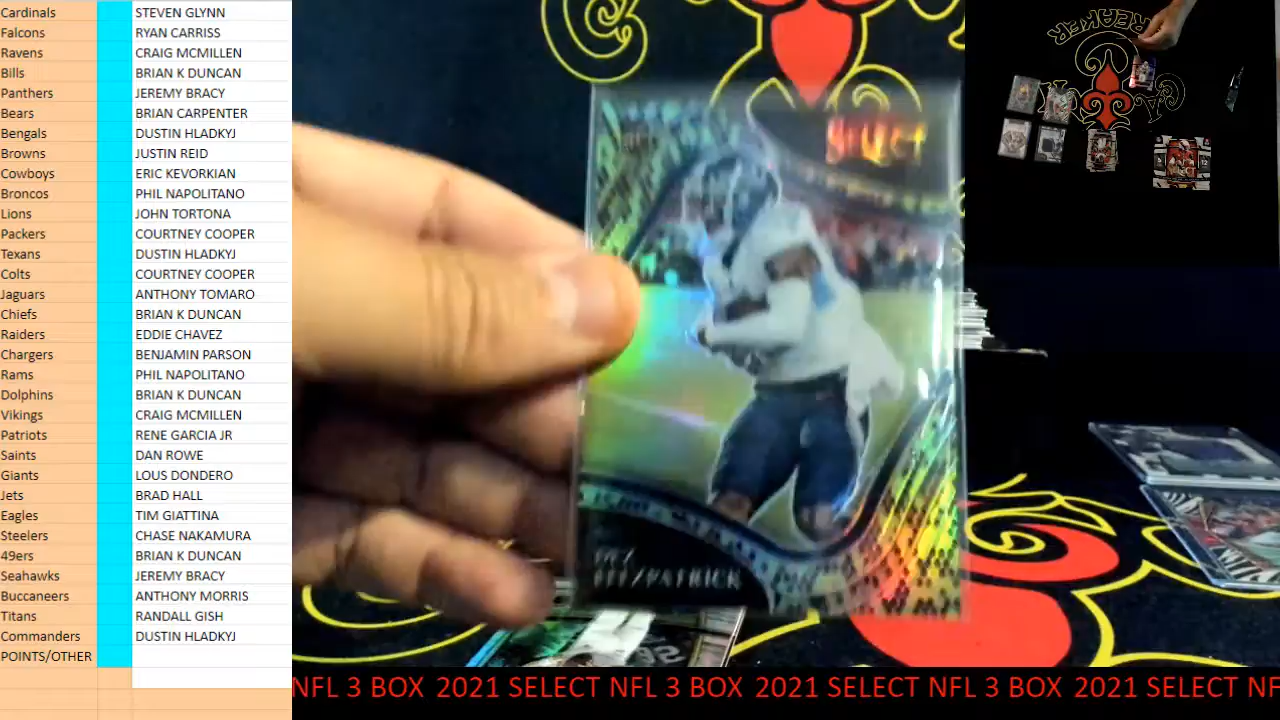 Cardinals STEVEN GLYNN
Falcons RYAN CARRISS
Ravens CRAIG MCMILLEN
Bills BRIAN K DUNCAN
Panthers JEREMY BRACY
Bears BRIAN CARPENTER
Bengals DUSTIN HLADKYJ
Browns JUSTIN REID
Cowboys ERIC KEVORKIAN
Broncos PHIL NAPOLITANO
Lions JOHN TORTONA
Packers COURTNEY COOPER
Texans DUSTIN HLADKYJ
Colts COURTNEY COOPER
Jaguars ANTHONY TOMARO
Chiefs BRIAN K DUNCAN
Raiders EDDIE CHAVEZ
Chargers BENJAMIN PARSON
Rams PHIL NAPOLITANO
Dolphins BRIAN K DUNCAN
Vikings CRAIG MCMILLEN
Patriots RENE GARCIA JR
Saints DAN ROWE
Giants LOUS DONDERO
Jets BRAD HALL
Eagles TIM GIATTINA
Steelers CHASE NAKAMURA
49ers BRIAN K DUNCAN
Seahawks JEREMY BRACY
Buccaneers ANTHONY MORRIS
Titans RANDALL GISH
Commanders DUSTIN HLADKYJ
POINTS/OTHER
SELECT
DEZ
FITZPATRICK
REAKER
SELECT
NFL 3 BOX 2021 SELECT NFL 3 BOX 2021 SELECT NFL 3 BOX 2021 SELECT NF